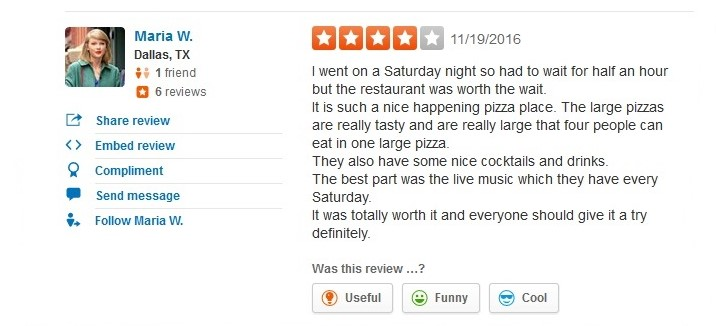 Maria W.
Dallas, TX
1 friend
6 reviews
Share review
Embed review
Compliment
Send message
Follow Maria W.
11/19/2016
I went on a Saturday night so had to wait for half an hour
but the restaurant was worth the wait.
It is such a nice happening pizza place. The large pizzas
are really tasty and are really large that four people can
eat in one large pizza.
They also have some nice cocktails and drinks.
The best part was the live music which they have every
Saturday.
It was totally worth it and everyone should give it a try
definitely.
Was this review ...?
Useful
Funny
Cool